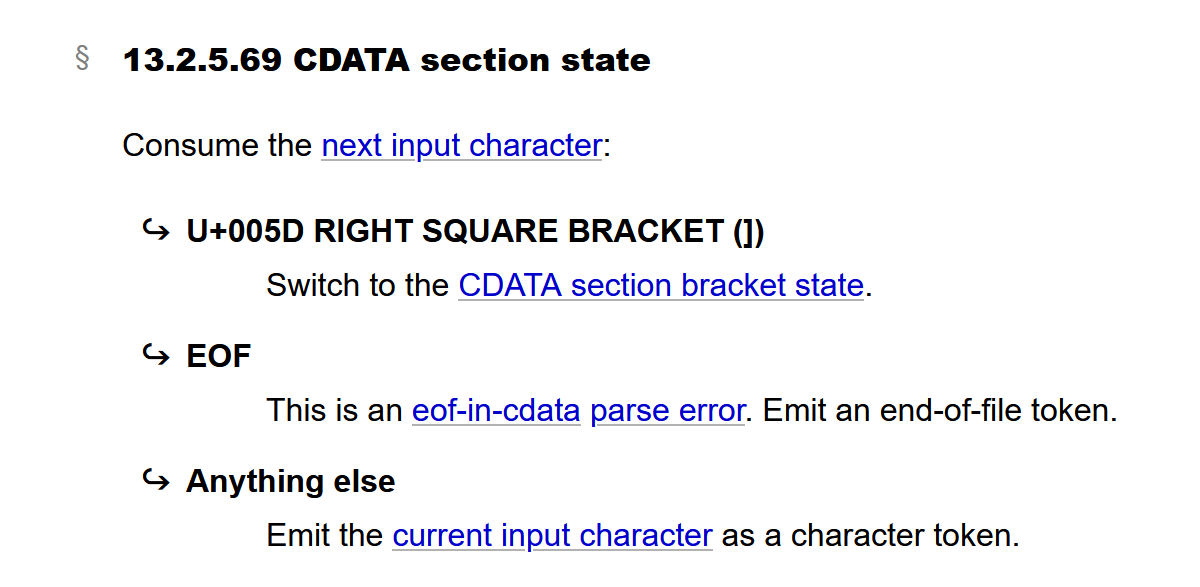 § 13.2.5.69 CDATA section state
Consume the next input character:
↪ U+005D RIGHT SQUARE BRACKET (])
Switch to the CDATA section bracket state.
↪ EOF
This is an eof-in-cdata parse error. Emit an end-of-file token.
↪ Anything else
Emit the current input character as a character token.